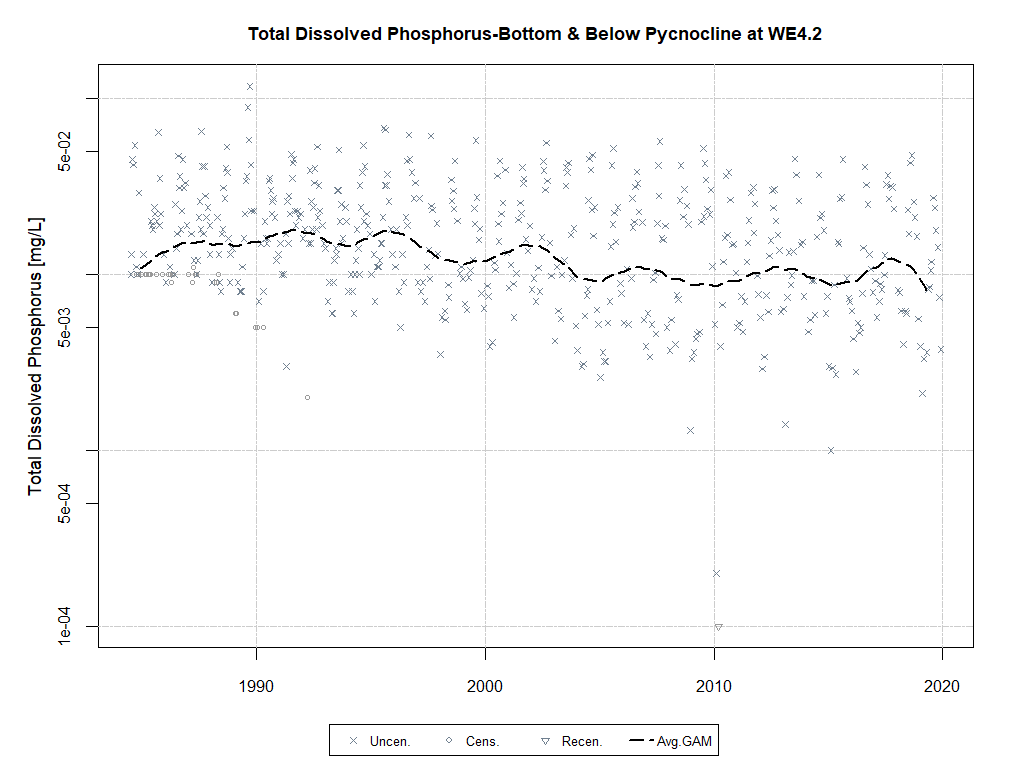 Total Dissolved Phosphorus-Bottom & Below Pycnocline at WE4.2
Total Dissolved Phosphorus [mg/L]
5e-02
5e-03
5e-04
1e-04
1990 2000 2010 2020
Uncen. Cens. Recen. Avg.GAM